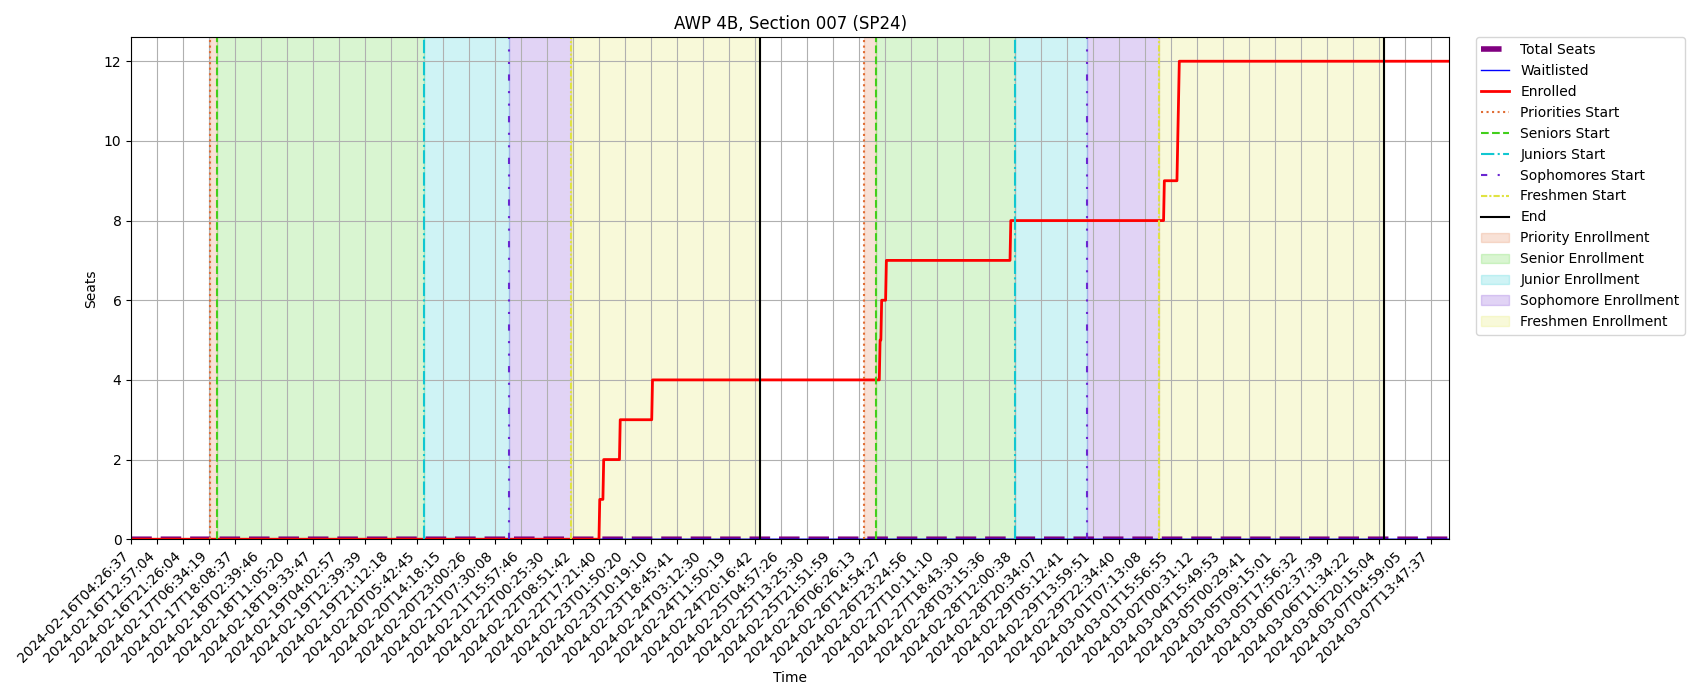 AWP 4B, Section 007 (SP24)
Seats
12
10
8
6
4
2
0
2024-02-16T04:26:37
2024-02-16T12:57:04
2024-02-16T21:26:04
2024-02-17T06:34:19
2024-02-17T18:08:37
2024-02-18T02:39:46
2024-02-18T11:05:20
2024-02-18T19:33:47
2024-02-19T04:02:57
2024-02-19T12:39:39
2024-02-19T21:12:18
2024-02-20T05:42:45
2024-02-20T14:18:15
2024-02-20T23:00:26
2024-02-21T07:30:08
2024-02-21T15:57:46
2024-02-22T00:25:30
2024-02-22T08:51:42
2024-02-22T17:21:40
2024-02-23T01:50:20
2024-02-23T10:19:10
2024-02-23T18:45:41
2024-02-24T03:12:30
2024-02-24T11:50:19
2024-02-24T20:16:42
2024-02-25T04:57:26
2024-02-25T13:25:30
2024-02-25T21:51:59
2024-02-26T06:26:13
2024-02-26T14:54:27
2024-02-26T23:24:56
2024-02-27T10:11:10
2024-02-27T18:43:30
2024-02-28T03:15:36
2024-02-28T12:00:38
2024-02-28T20:34:07
2024-02-29T05:12:41
2024-02-29T13:59:51
2024-02-29T22:34:40
2024-03-01T07:13:08
2024-03-01T15:56:55
2024-03-02T00:31:12
2024-03-04T15:49:53
2024-03-05T00:29:41
2024-03-05T09:15:01
2024-03-05T17:56:32
2024-03-06T02:37:39
2024-03-06T11:34:22
2024-03-06T20:15:04
2024-03-07T04:59:05
2024-03-07T13:47:37
Time
Total Seats
Waitlisted
Enrolled
Priorities Start
Seniors Start
Juniors Start
Sophomores Start
Freshmen Start
End
Priority Enrollment
Senior Enrollment
Junior Enrollment
Sophomore Enrollment
Freshmen Enrollment